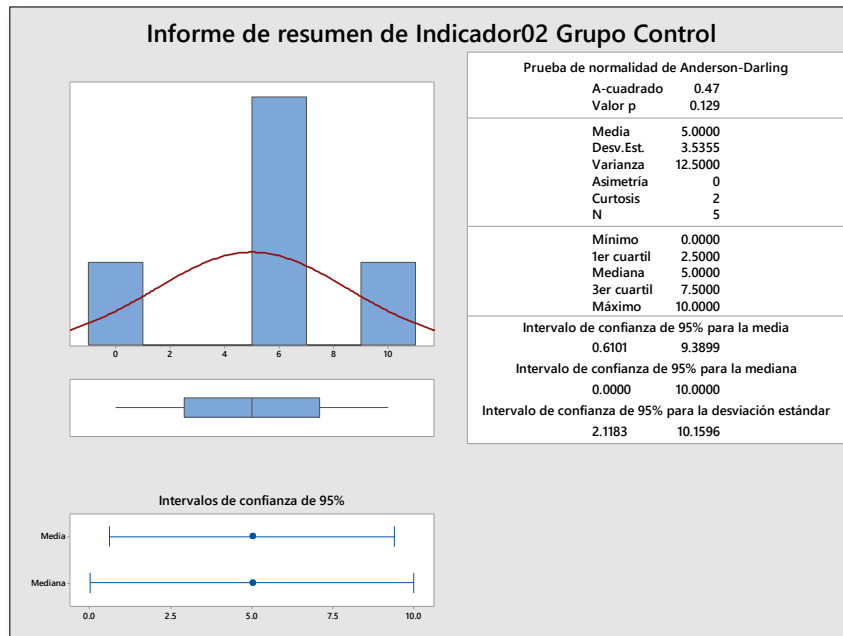 Informe de resumen de Indicador02 Grupo Control
0 2 4 6 8 10
Intervalos de confianza de 95%
Media
Mediana
0.0 2.5 5.0 7.5 10.0
Prueba de normalidad de Anderson-Darling
A-cuadrado 0.47
Valor p 0.129
Media 5.0000
Desv.Est. 3.5355
Varianza 12.5000
Asimetría 0
Curtosis 2
N 5
Mínimo 0.0000
1er cuartil 2.5000
Mediana 5.0000
3er cuartil 7.5000
Máximo 10.0000
Intervalo de confianza de 95% para la media
0.6101 9.3899
Intervalo de confianza de 95% para la mediana
0.0000 10.0000
Intervalo de confianza de 95% para la desviación estándar
2.1183 10.1596